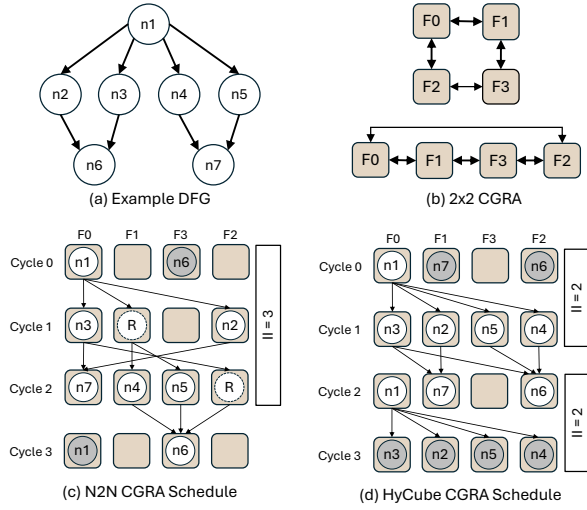 n1
n2 n3 n4 n5
n6 n7
(a) Example DFG
F0 F1
F2 F3
F0 F1 F3 F2
(b) 2x2 CGRA
F0 F1 F3 F2
Cycle 0 n1 n6
Cycle 1 n3 R n2
Cycle 2 n7 n4 n5 R
Cycle 3 n1 n6
II = 3
(c) N2N CGRA Schedule
F0 F1 F3 F2
Cycle 0 n1 n7 n6
Cycle 1 n3 n2 n5 n4
II = 2
Cycle 2 n1 n7 n6
Cycle 3 n3 n2 n5 n4
II = 2
(d) HyCube CGRA Schedule